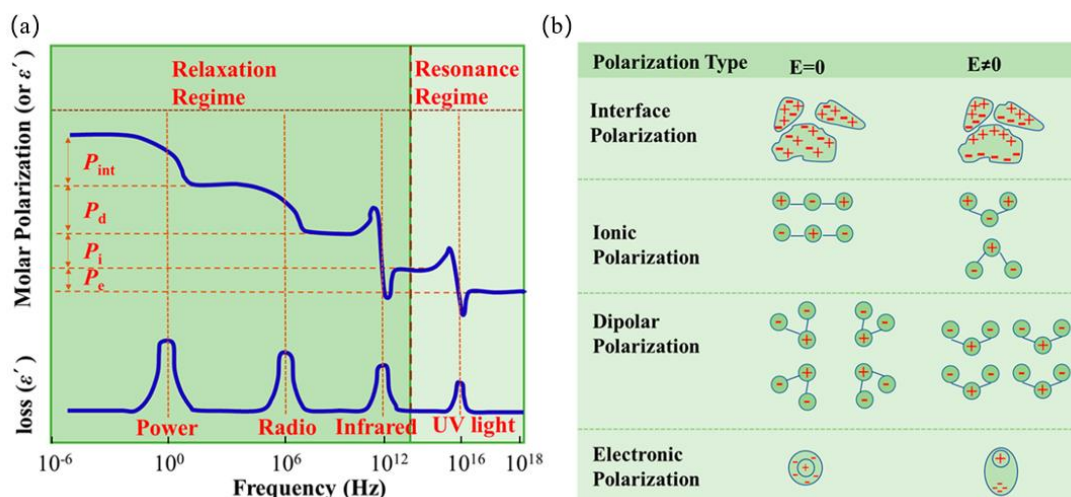 (a)
Relaxation
Regime
Resonance
Regime
Molar Polarization (or ε′)
P_int
P_d
P_i
P_e
loss (ε′)
Power
Radio
Infrared
UV light
10^-6
10^0
10^6
10^12
10^16
10^18
Frequency (Hz)
(b)
Polarization Type
E=0
E≠0
Interface
Polarization
Ionic
Polarization
Dipolar
Polarization
Electronic
Polarization